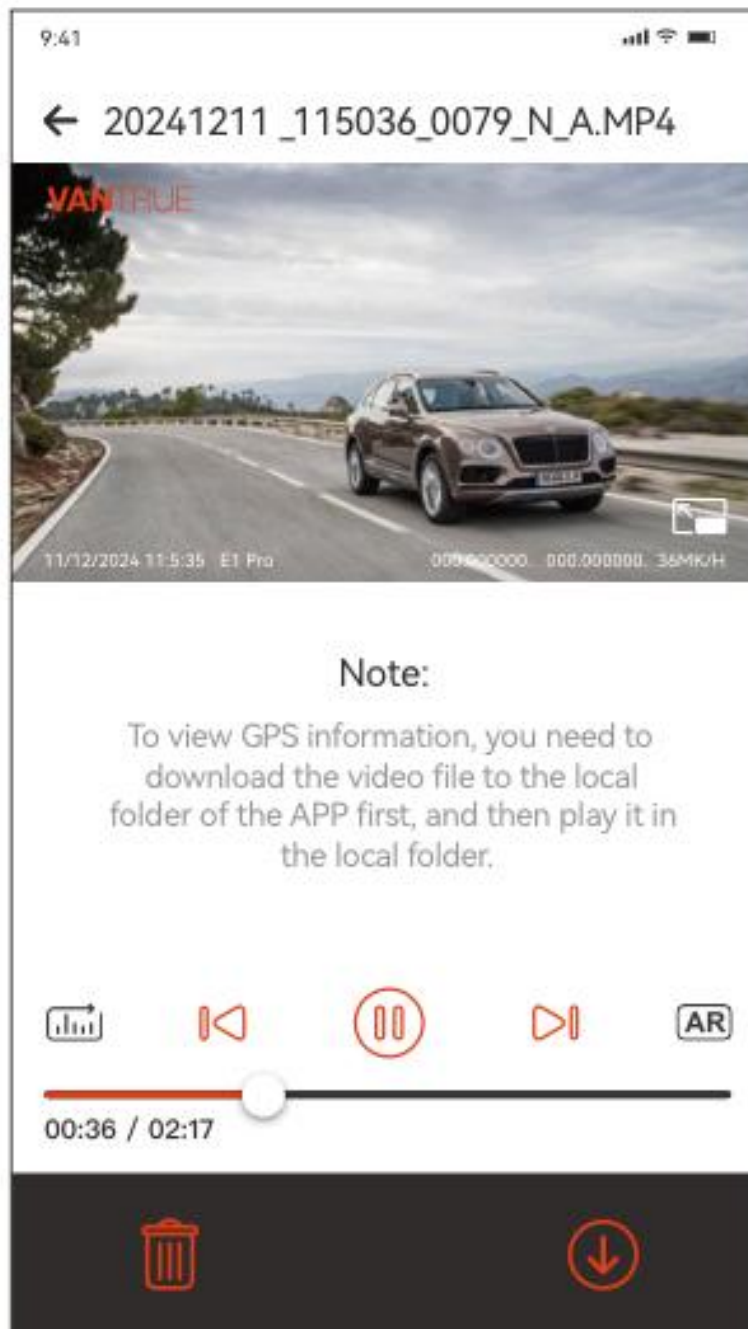 9:41
20241211 _115036_0079_N_A.MP4
VANTRUE
11/12/2024 11:5:35 E1 Pro 000.000000. 000.000000. 36MK/H
Note:
To view GPS information, you need to
download the video file to the local
folder of the APP first, and then play it in
the local folder.
AR
00:36 / 02:17